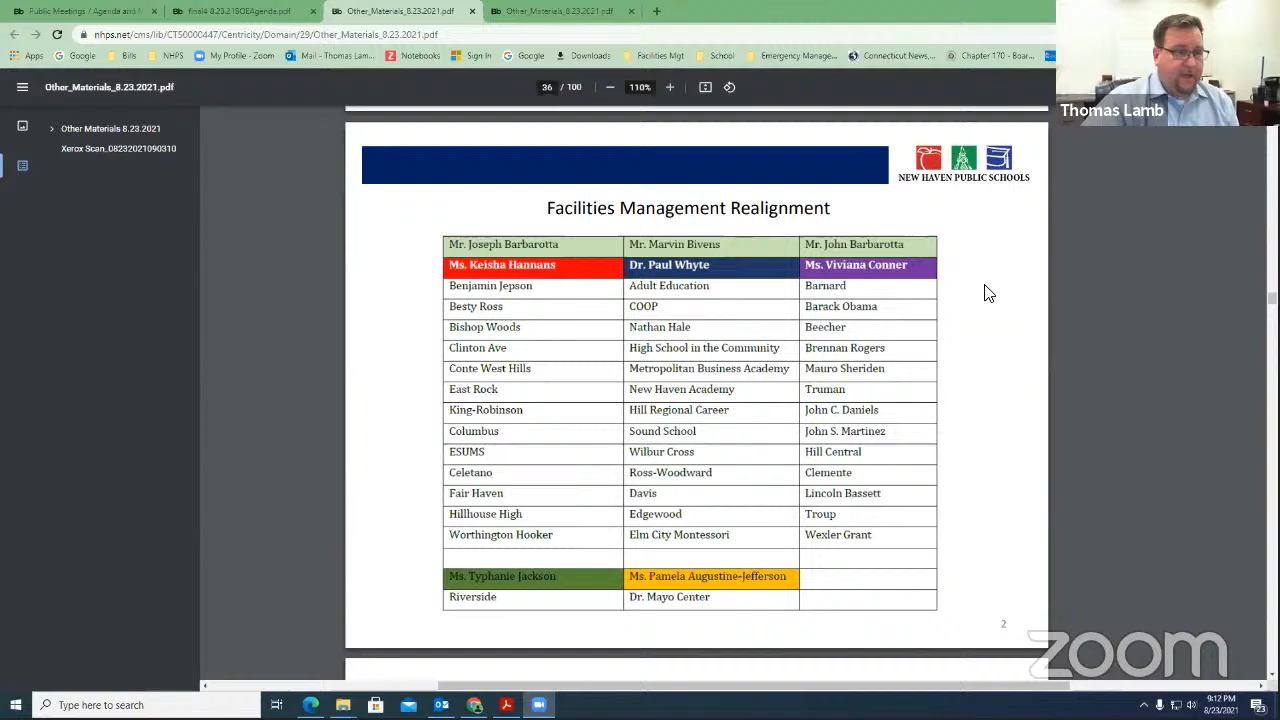 Public Meetings / Agenda and M
final4 8.23.21BOEAgenda.pdf
Other_Materials_8.23.2021.pdf
Other_Materials_8.23.2021.pdf
nhps.net/cms/lib/CT50000447/Centricity/Domain/29/Other_Materials_8.23.2021.pdf
Apps
Google
Bills
NHPS
My Profile - Zoom
Mail - Thomas Lam...
Notebooks
Sign In
Google
Downloads
Facilities Mgt
School
Emergency Manage...
Connecticut News,...
Chapter 170 - Boar...
Other_Materials_8.23.2021.pdf
36 / 100
110%
Thomas Lamb
Other Materials 8.23.2021
Xerox Scan_08232021090310
NEW HAVEN PUBLIC SCHOOLS
Facilities Management Realignment
Mr. Joseph Barbarotta Mr. Marvin Bivens Mr. John Barbarotta
Ms. Keisha Hannans Dr. Paul Whyte Ms. Viviana Conner
Benjamin Jepson Adult Education Barnard
Besty Ross COOP Barack Obama
Bishop Woods Nathan Hale Beecher
Clinton Ave High School in the Community Brennan Rogers
Conte West Hills Metropolitan Business Academy Mauro Sheriden
East Rock New Haven Academy Truman
King-Robinson Hill Regional Career John C. Daniels
Columbus Sound School John S. Martinez
ESUMS Wilbur Cross Hill Central
Celetano Ross-Woodward Clemente
Fair Haven Davis Lincoln Bassett
Hillhouse High Edgewood Troup
Worthington Hooker Elm City Montessori Wexler Grant
Ms. Typhanie Jackson Ms. Pamela Augustine-Jefferson
Riverside Dr. Mayo Center
2
zoom
Type here to search
9:12 PM
8/23/2021
23